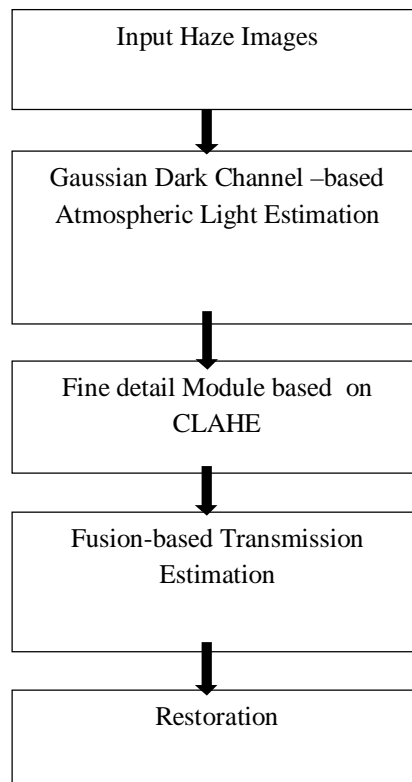 Input Haze Images
Gaussian Dark Channel –based
Atmospheric Light Estimation
Fine detail Module based on
CLAHE
Fusion-based Transmission
Estimation
Restoration